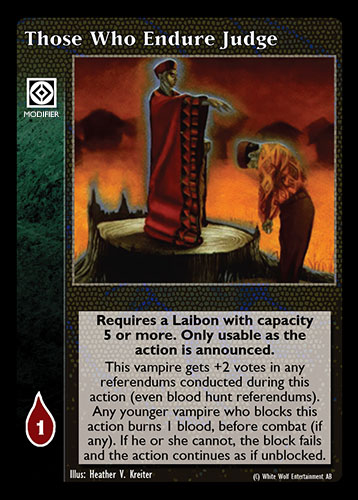 Those Who Endure Judge
MODIFIER
Requires a Laibon with capacity
5 or more. Only usable as the
action is announced.
This vampire gets +2 votes in any
referendums conducted during this
action (even blood hunt referendums).
Any younger vampire who blocks this
action burns 1 blood, before combat (if
any). If he or she cannot, the block fails
and the action continues as if unblocked.
1
Illus: Heather V. Kreiter
(C) White Wolf Entertainment AB